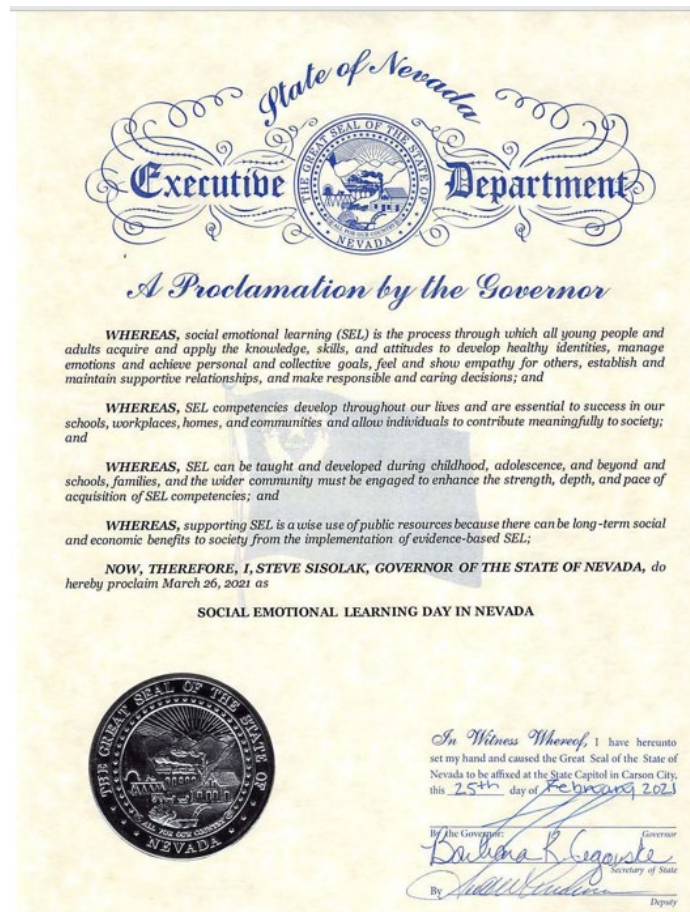 State of Nevada
Executive Department
THE GREAT SEAL OF THE STATE OF NEVADA
ALL FOR OUR COUNTRY
A Proclamation by the Governor
WHEREAS, social emotional learning (SEL) is the process through which all young people and
adults acquire and apply the knowledge, skills, and attitudes to develop healthy identities, manage
emotions and achieve personal and collective goals, feel and show empathy for others, establish and
maintain supportive relationships, and make responsible and caring decisions; and
WHEREAS, SEL competencies develop throughout our lives and are essential to success in our
schools, workplaces, homes, and communities and allow individuals to contribute meaningfully to society;
and
WHEREAS, SEL can be taught and developed during childhood, adolescence, and beyond and
schools, families, and the wider community must be engaged to enhance the strength, depth, and pace of
acquisition of SEL competencies; and
WHEREAS, supporting SEL is a wise use of public resources because there can be long-term social
and economic benefits to society from the implementation of evidence-based SEL;
NOW, THEREFORE, I, STEVE SISOLAK, GOVERNOR OF THE STATE OF NEVADA, do
hereby proclaim March 26, 2021 as
SOCIAL EMOTIONAL LEARNING DAY IN NEVADA
THE GREAT SEAL OF THE STATE OF NEVADA
ALL FOR OUR COUNTRY
In Witness Whereof, I have hereunto
set my hand and caused the Great Seal of the State of
Nevada to be affixed at the State Capitol in Carson City,
this 25th day of February 2021
Governor
By the Governor:
Barbara K. Cegavske
Secretary of State
By
Deputy